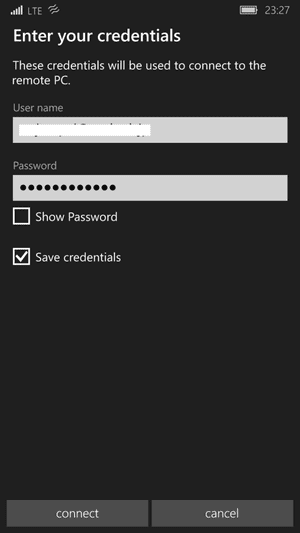 LTE 23:27
Enter your credentials
These credentials will be used to connect to the
remote PC.
User name
Password
Show Password
Save credentials
connect cancel